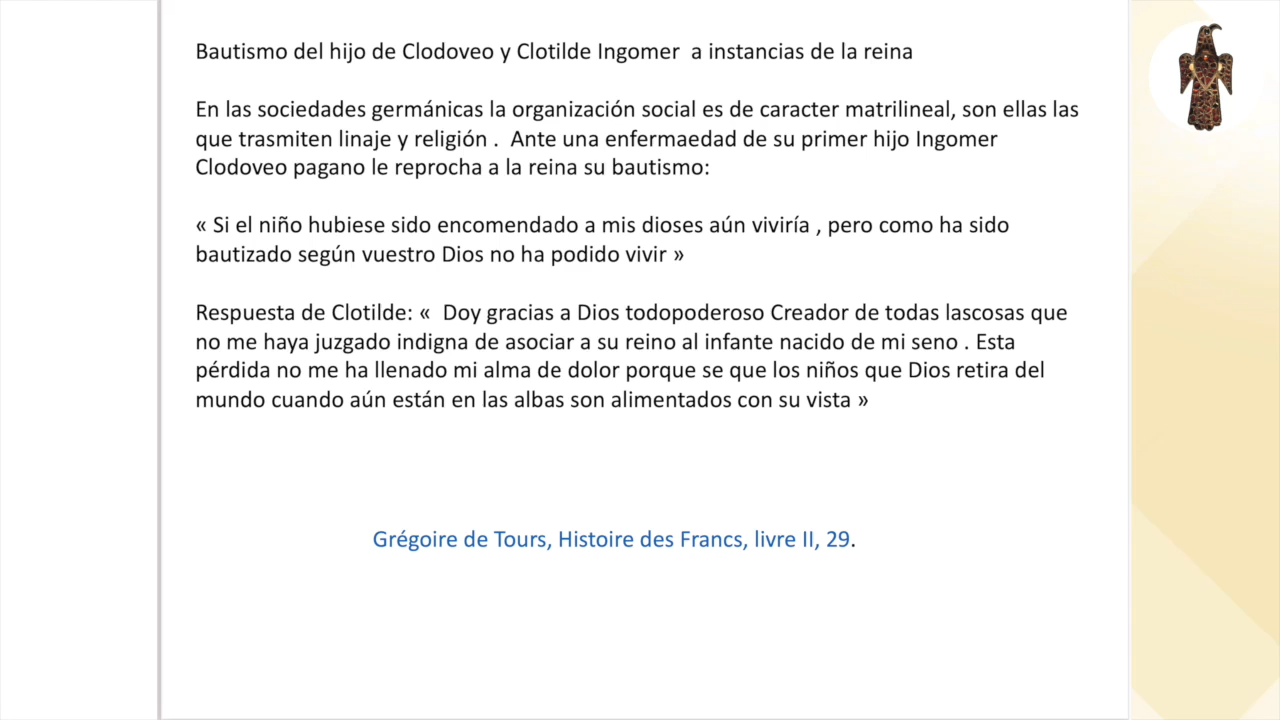 Bautismo del hijo de Clodoveo y Clotilde Ingomer  a instancias de la reina
En las sociedades germánicas la organización social es de caracter matrilineal, son ellas las
que trasmiten linaje y religión .  Ante una enfermaedad de su primer hijo Ingomer
Clodoveo pagano le reprocha a la reina su bautismo:
« Si el niño hubiese sido encomendado a mis dioses aún viviría , pero como ha sido
bautizado según vuestro Dios no ha podido vivir »
Respuesta de Clotilde: «  Doy gracias a Dios todopoderoso Creador de todas lascosas que
no me haya juzgado indigna de asociar a su reino al infante nacido de mi seno . Esta
pérdida no me ha llenado mi alma de dolor porque se que los niños que Dios retira del
mundo cuando aún están en las albas son alimentados con su vista »
Grégoire de Tours, Histoire des Francs, livre II, 29.